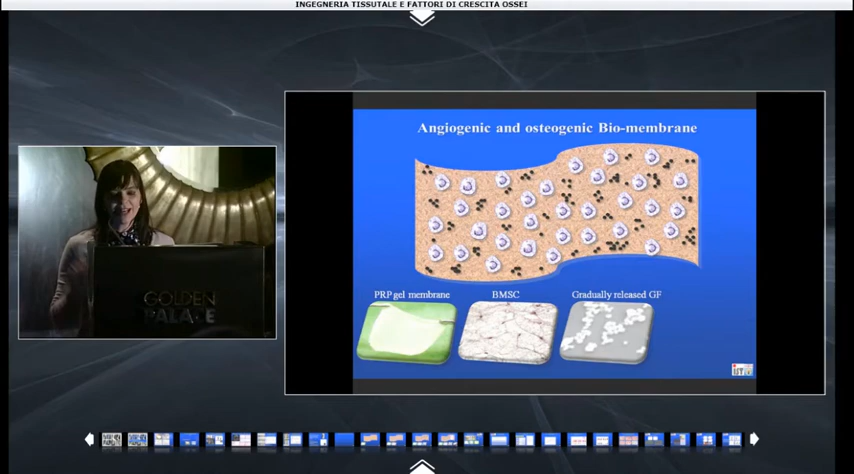 INGEGNERIA TISSUTALE E FATTORI DI CRESCITA OSSEI
Angiogenic and osteogenic Bio-membrane
PRP gel membrane
BMSC
Gradually released GF
GOLDEN
PALACE